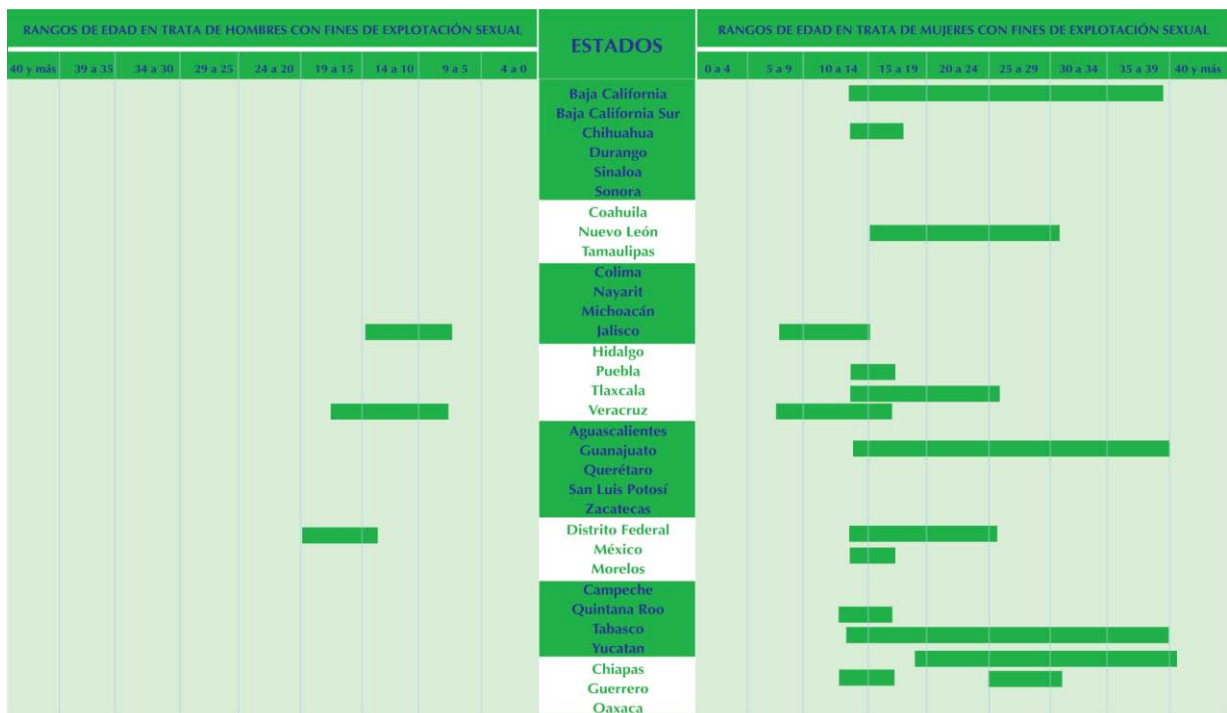 RANGOS DE EDAD EN TRATA DE HOMBRES CON FINES DE EXPLOTACIÓN SEXUAL
40 y más 39 a 35 34 a 30 29 a 25 24 a 20 19 a 15 14 a 10 9 a 5 4 a 0
ESTADOS
RANGOS DE EDAD EN TRATA DE MUJERES CON FINES DE EXPLOTACIÓN SEXUAL
0 a 4 5 a 9 10 a 14 15 a 19 20 a 24 25 a 29 30 a 34 35 a 39 40 y más
Baja California
Baja California Sur
Chihuahua
Durango
Sinaloa
Sonora
Coahuila
Nuevo León
Tamaulipas
Colima
Nayarit
Michoacán
Jalisco
Hidalgo
Puebla
Tlaxcala
Veracruz
Aguascalientes
Guanajuato
Querétaro
San Luis Potosí
Zacatecas
Distrito Federal
México
Morelos
Campeche
Quintana Roo
Tabasco
Yucatan
Chiapas
Guerrero
Oaxaca